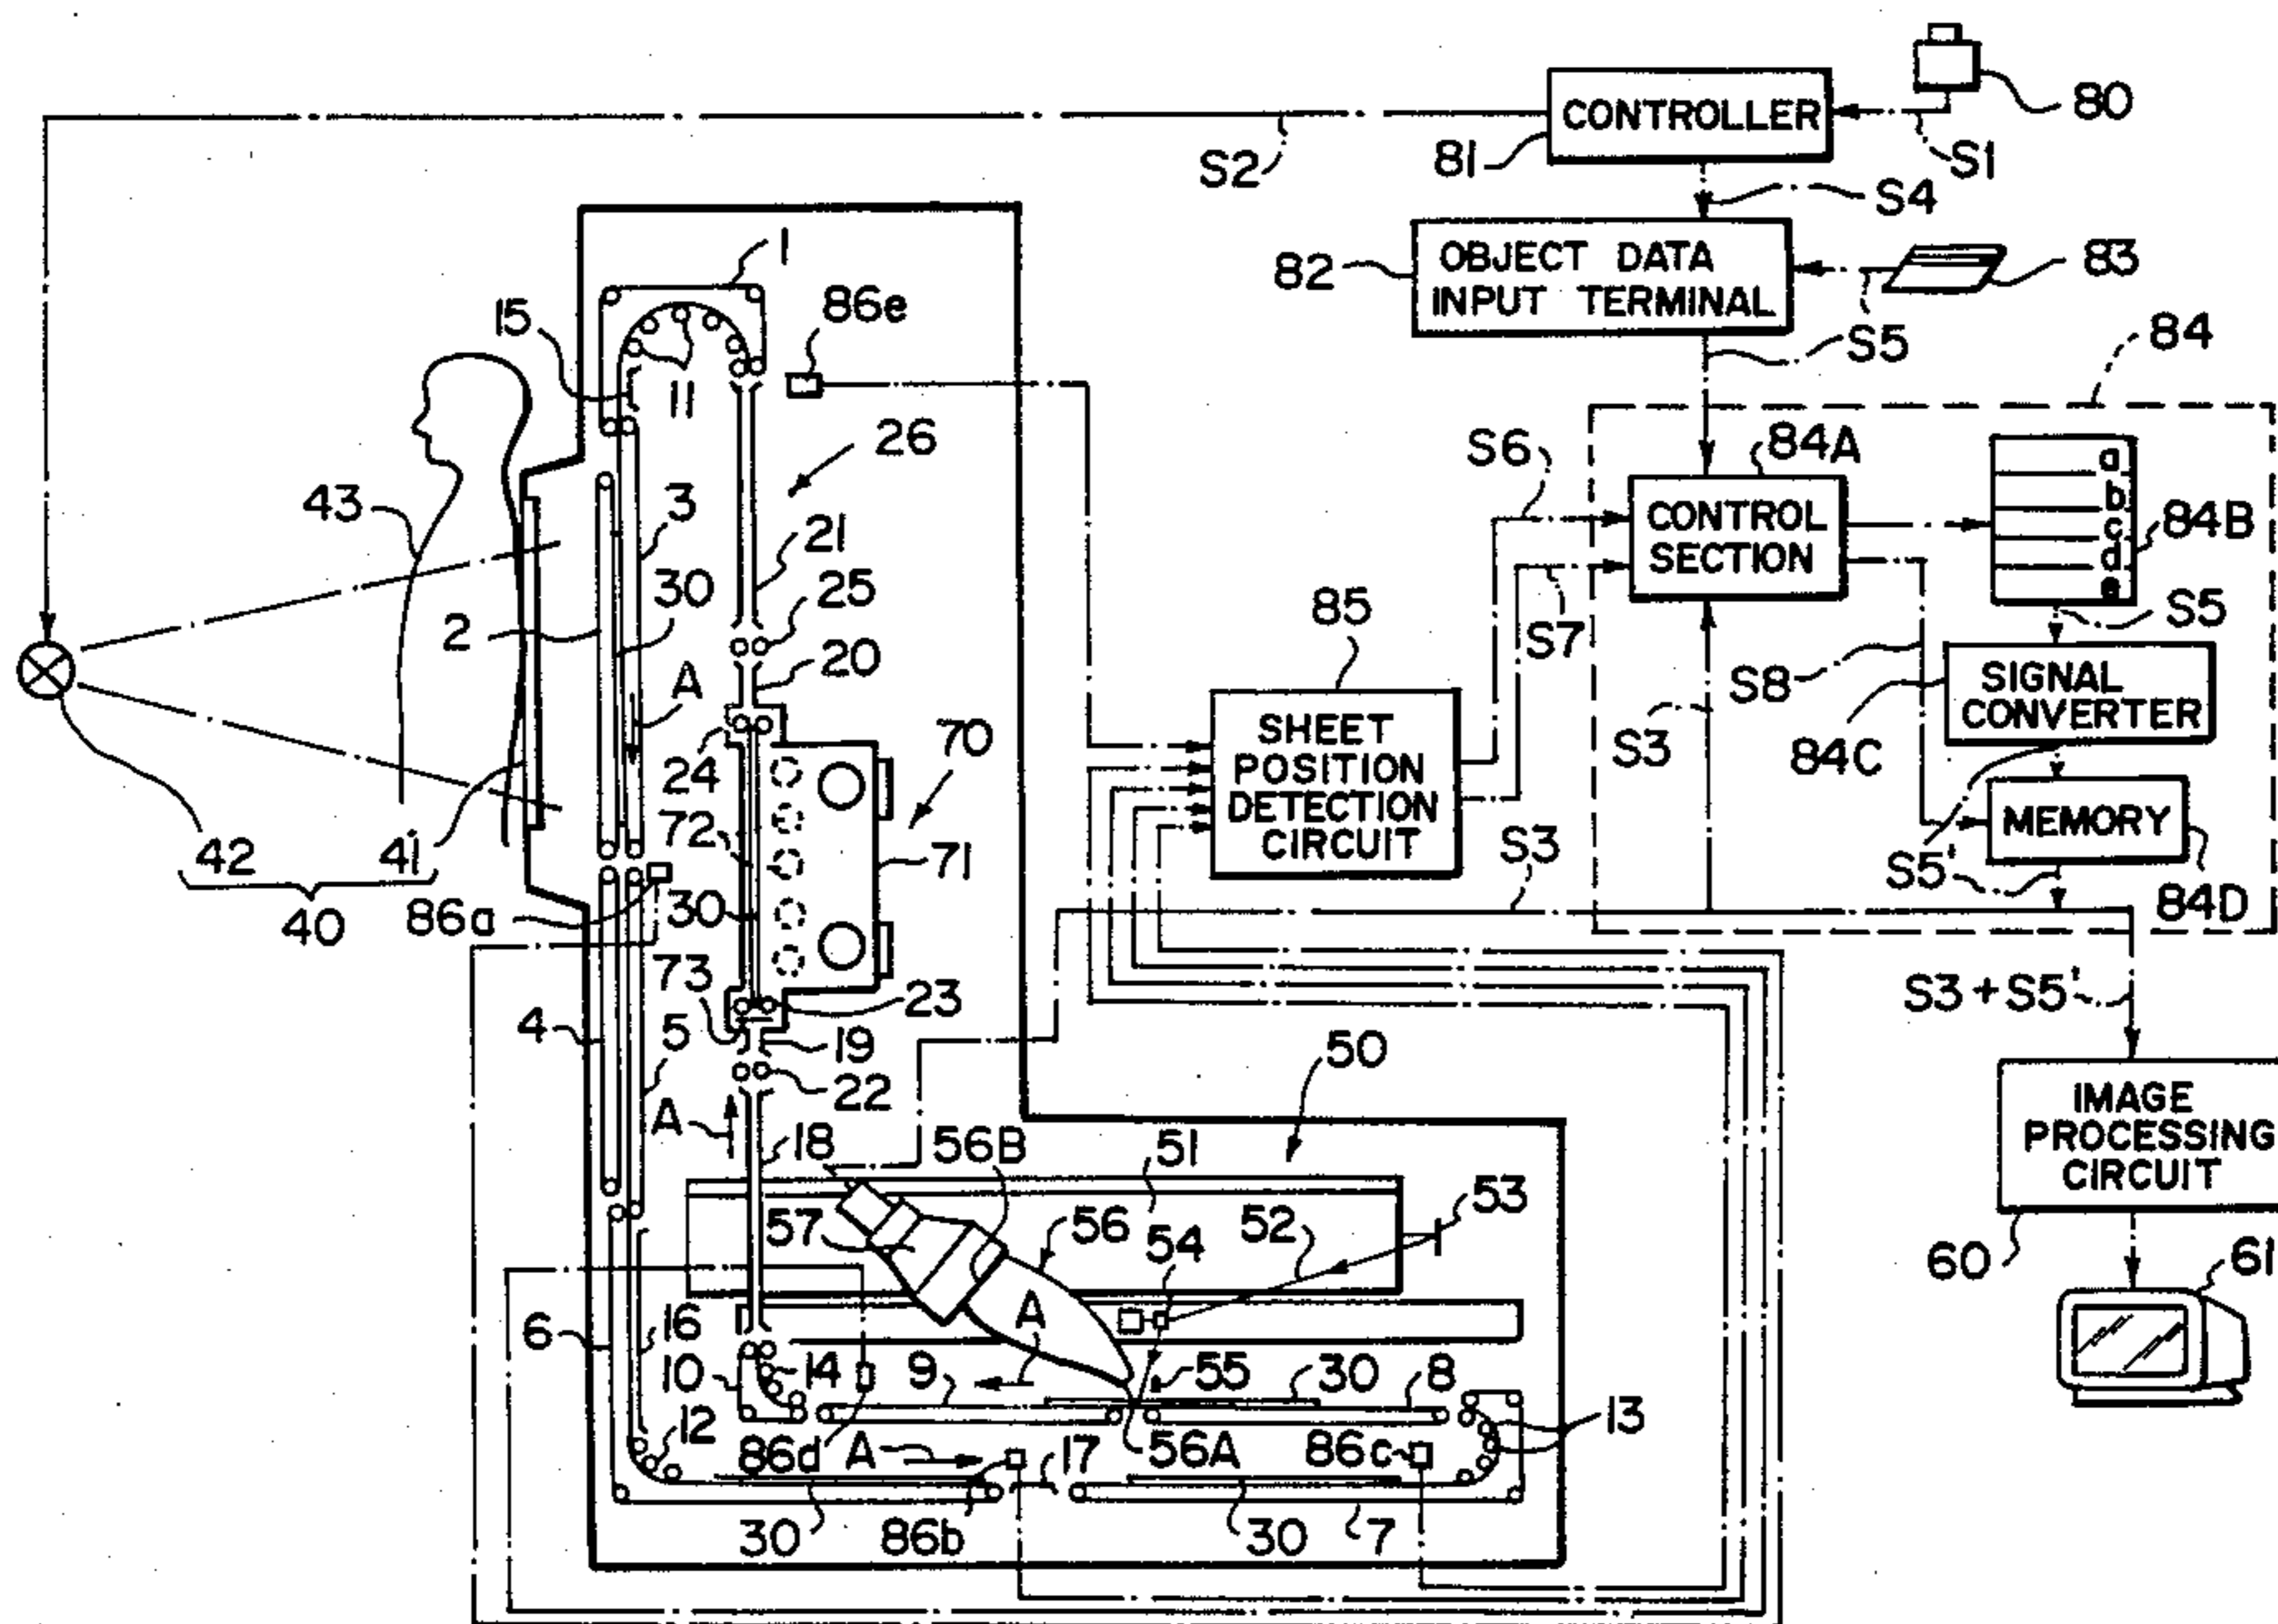 80
CONTROLLER
81
S1
S2
S4
82
OBJECT DATA
INPUT TERMINAL
83
S5
S5
84
1
15
86e
11
26
S6
84A
a
b
c
d
e
84B
43
3
21
CONTROL
SECTION
30
25
85
S7
S5
2
20
A
S8
SIGNAL
CONVERTER
84C
S3
SHEET
POSITION
DETECTION
CIRCUIT
24
70
72
MEMORY
42
41
71
S3
S5'
S5'
84D
40
86a
30
73
23
S3+S5'
4
5
19
50
22
A
18
56B
51
IMAGE
PROCESSING
CIRCUIT
53
57
56
54
52
60
61
6
16
A
10
14
9
55
30
8
12
13
86d
A
56A
86c
17
30
86b
30
7